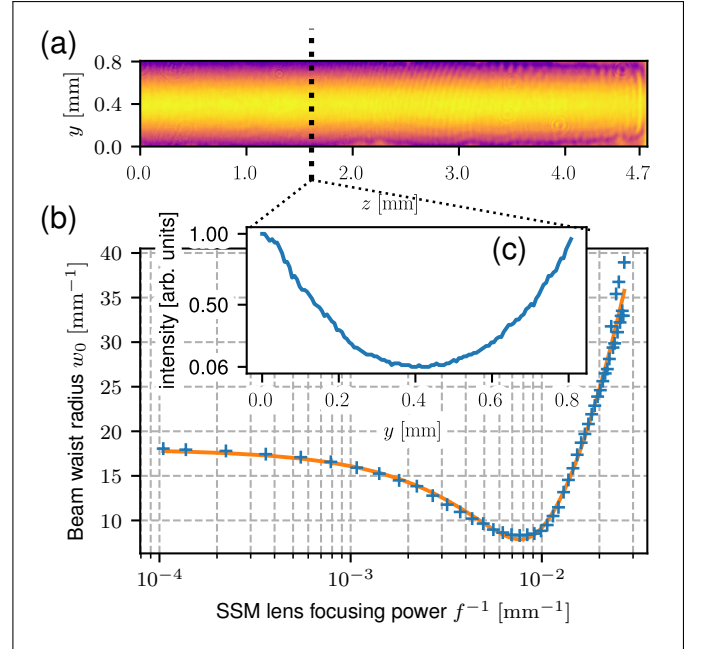 (a)
0.8
0.4
0.0
y [mm]
0.0 1.0 2.0 3.0 4.0 4.7
z [mm]
(b)
(c)
1.00
0.50
0.06
intensity [arb. units]
0.0 0.2 0.4 0.6 0.8
y [mm]
40
35
30
25
20
15
10
Beam waist radius w₀ [mm⁻¹]
10⁻⁴ 10⁻³ 10⁻²
SSM lens focusing power f⁻¹ [mm⁻¹]